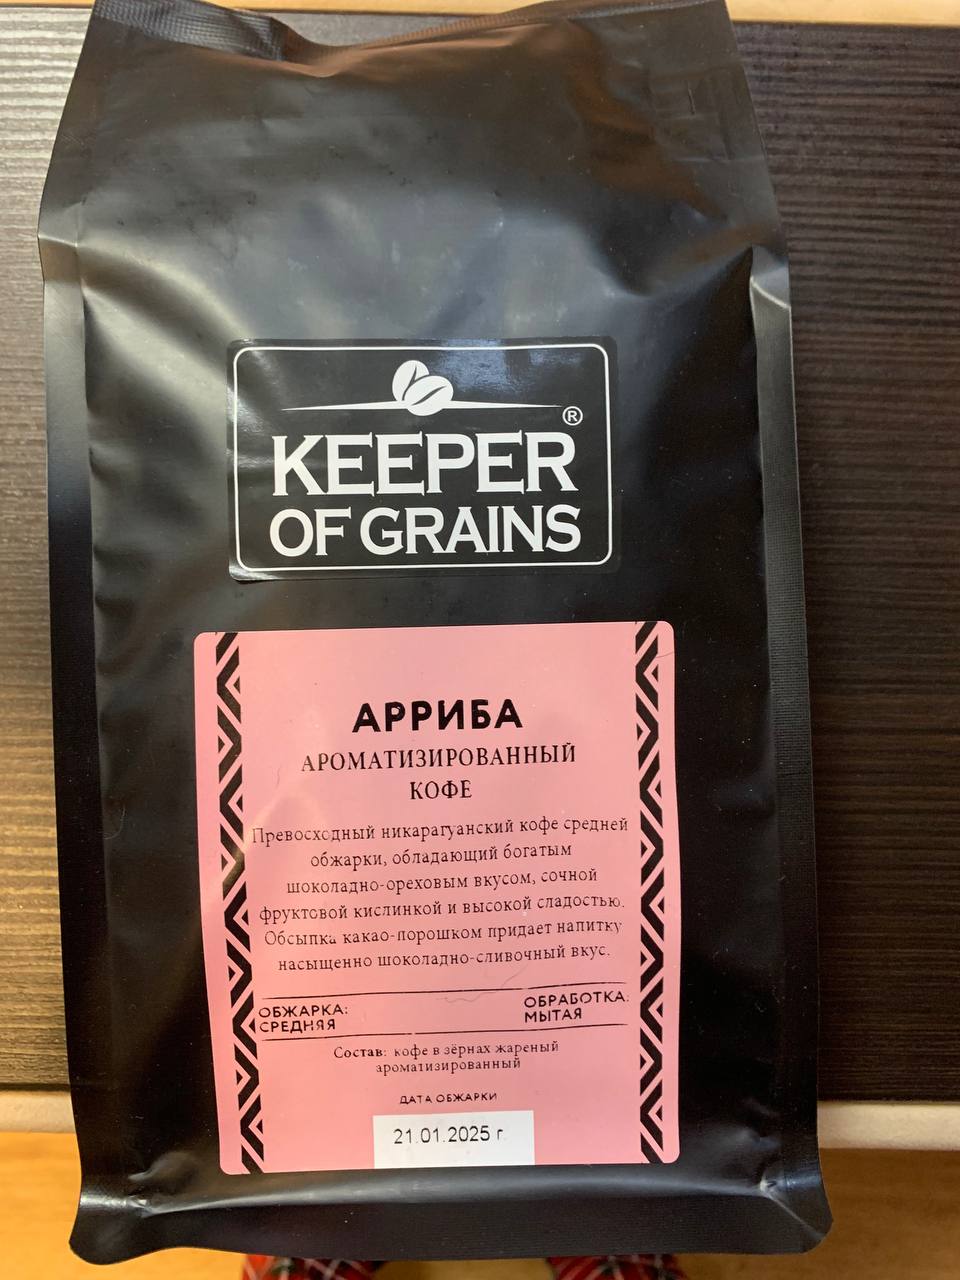 ®
KEEPER
OF GRAINS
АРРИБА
АРОМАТИЗИРОВАННЫЙ
КОФЕ
Превосходный никарагуанский кофе средней
обжарки, обладающий богатым
шоколадно-ореховым вкусом, сочной
фруктовой кислинкой и высокой сладостью.
Обсыпка какао-порошком придает напитку
насыщенно шоколадно-сливочный вкус.
ОБЖАРКА: ОБРАБОТКА:
СРЕДНЯЯ МЫТАЯ
Состав: кофе в зёрнах жареный
ароматизированный
ДАТА ОБЖАРКИ
21.01.2025 г.